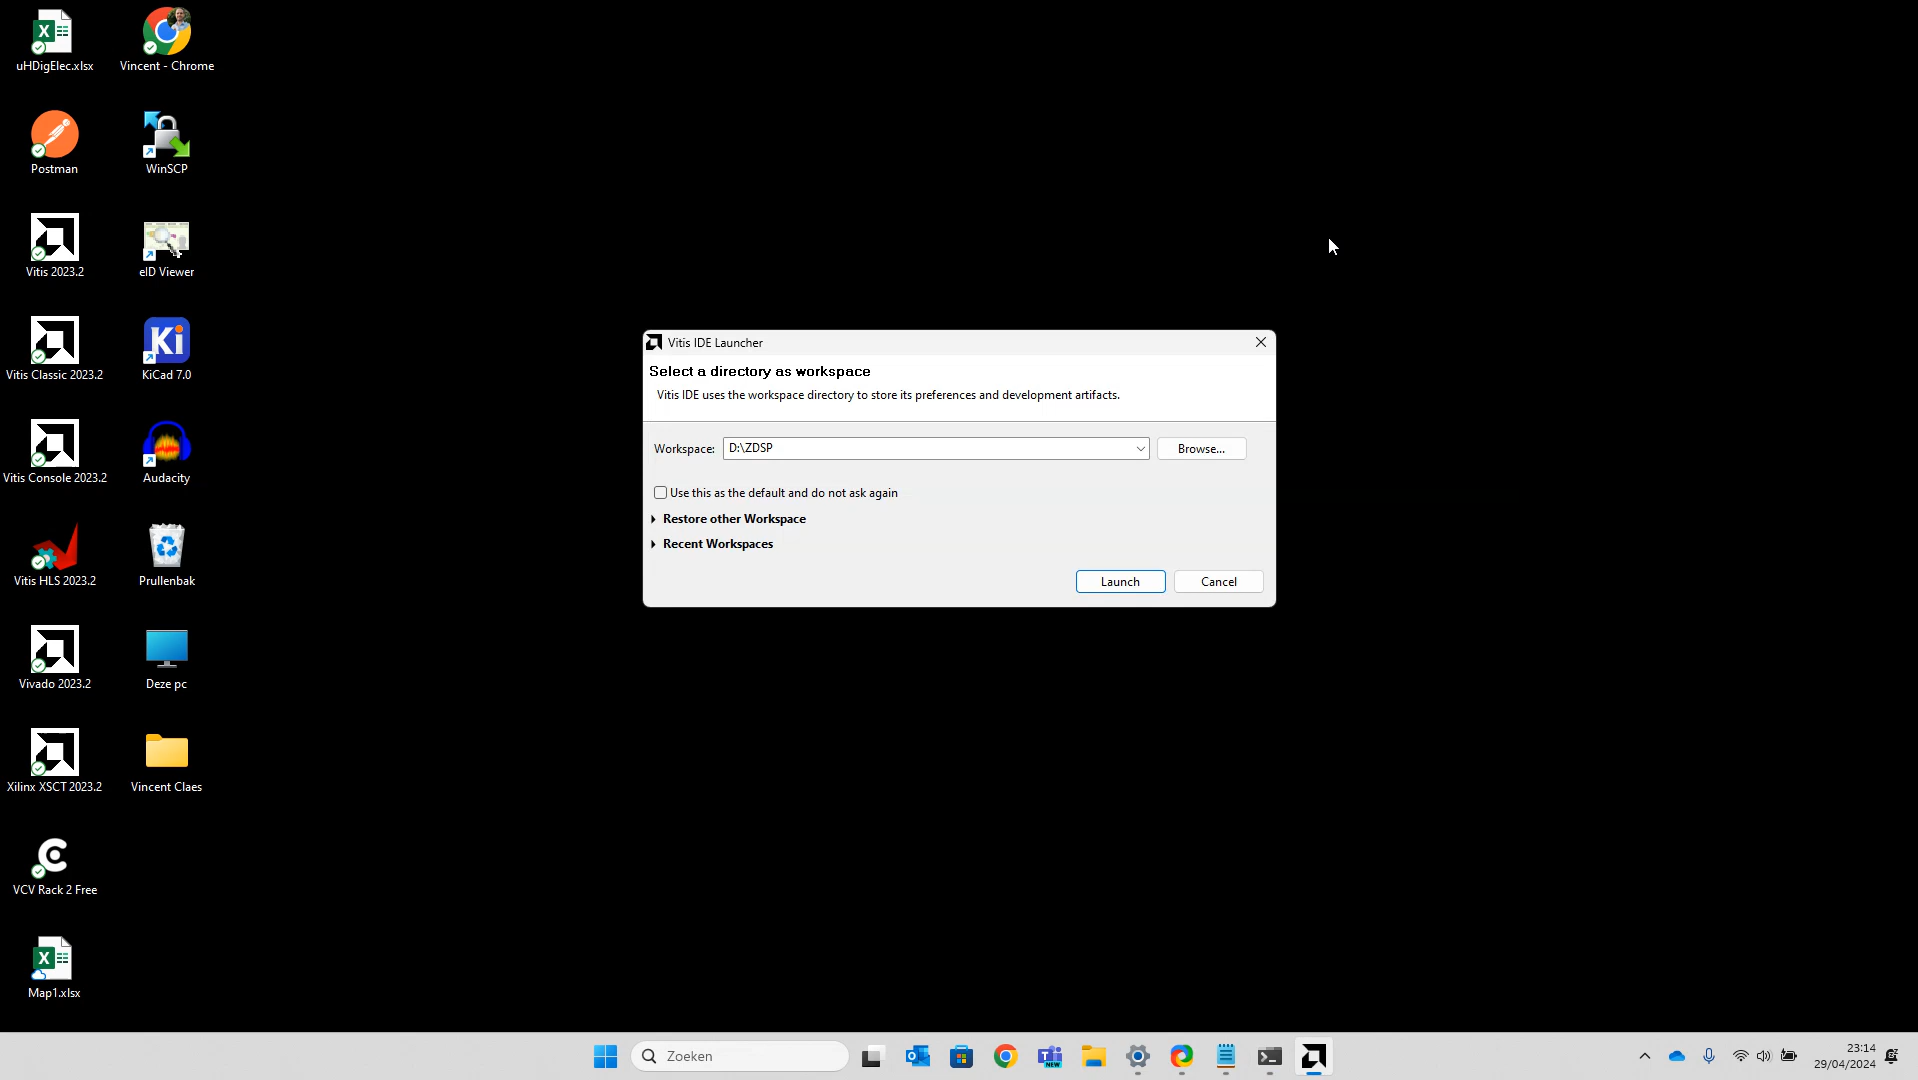 uHDigElec.xlsx
Vincent - Chrome
Postman
WinSCP
Vitis 2023.2
eID Viewer
Vitis Classic 2023.2
Ki
KiCad 7.0
Vitis Console 2023.2
Audacity
Vitis HLS 2023.2
Prullenbak
Vivado 2023.2
Deze pc
Xilinx XSCT 2023.2
Vincent Claes
VCV Rack 2 Free
Map1.xlsx
Vitis IDE Launcher
Select a directory as workspace
Vitis IDE uses the workspace directory to store its preferences and development artifacts.
Workspace: D:\ZDSP Browse...
Use this as the default and do not ask again
Restore other Workspace
Recent Workspaces
Launch Cancel
Zoeken
NEW
23:14
29/04/2024